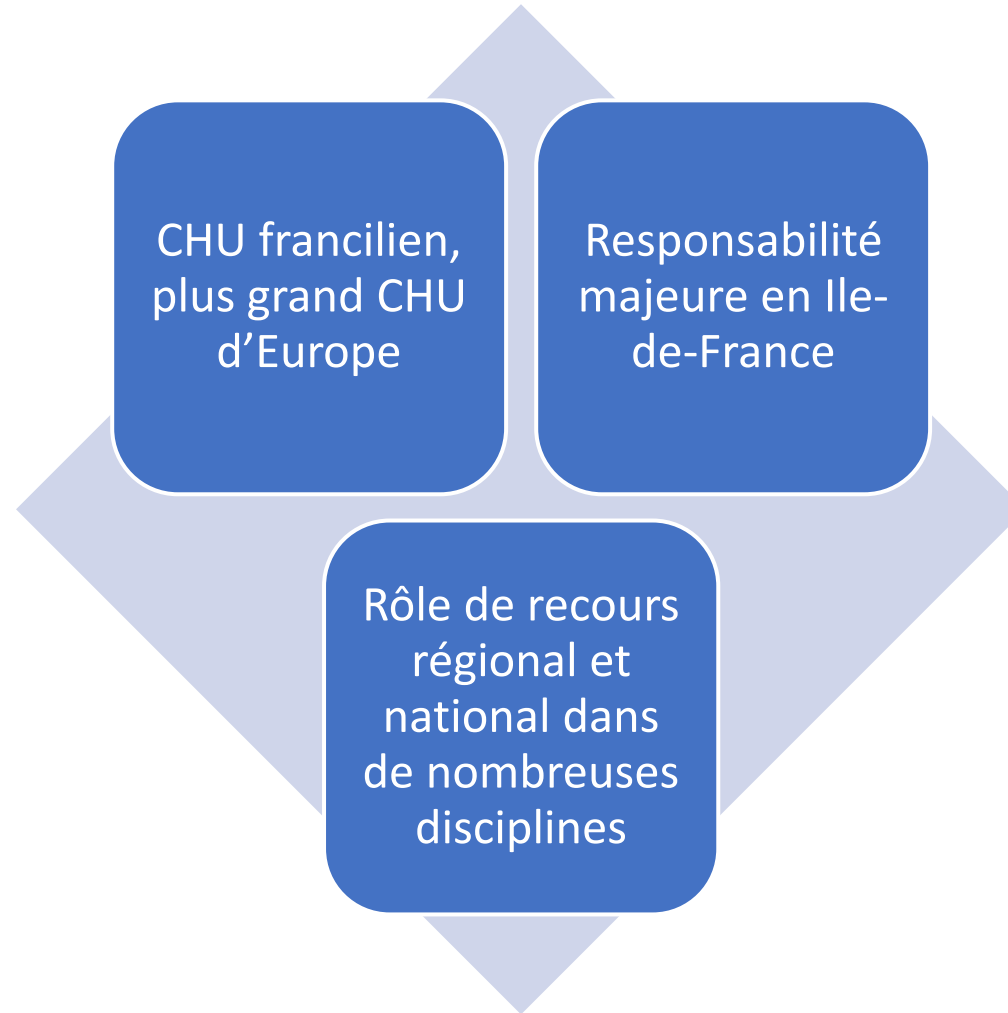 CHU francilien,
plus grand CHU
d’Europe
Responsabilité
majeure en Ile-
de-France
Rôle de recours
régional et
national dans
de nombreuses
disciplines